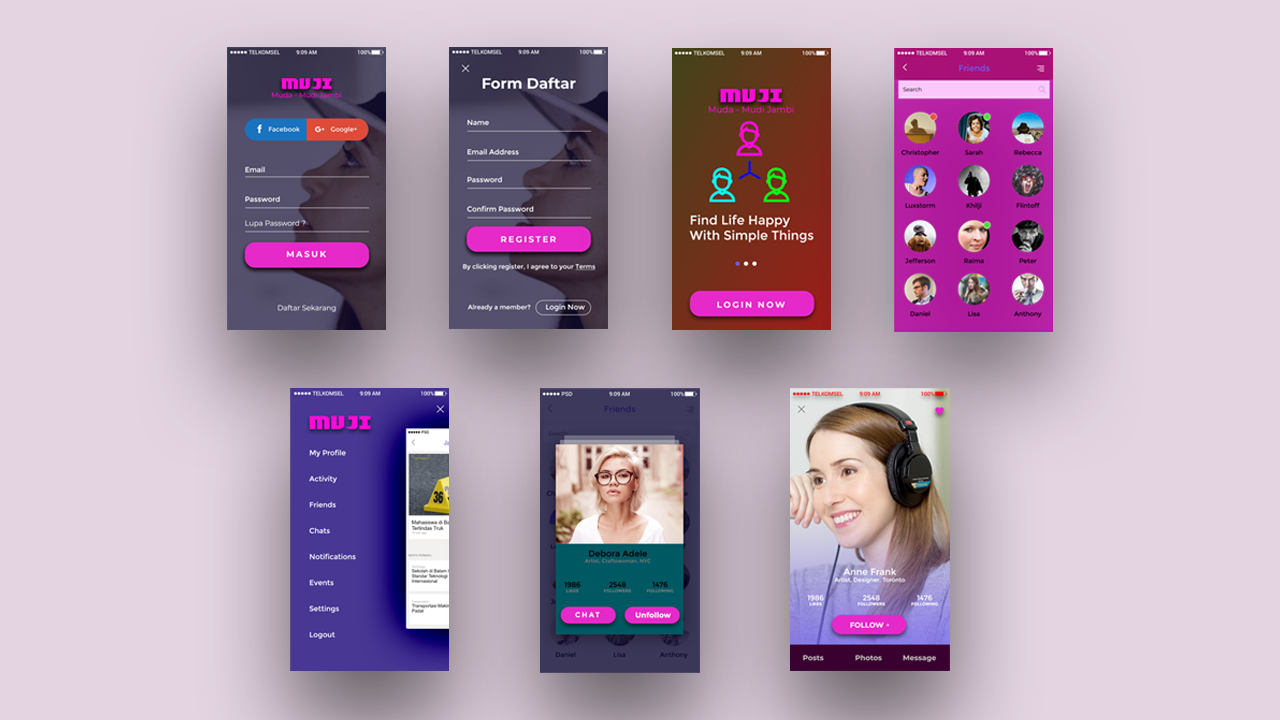 ●●●●● TELKOMSEL 9:09 AM 100%
MUJI
Muda - Mudi Jambi
f Facebook G+ Google+
Email
Password
Lupa Password ?
MASUK
Daftar Sekarang
●●●●● TELKOMSEL 9:09 AM 100%
Form Daftar
Name
Email Address
Password
Confirm Password
REGISTER
By clicking register, I agree to your Terms
Already a member? Login Now
●●●●● TELKOMSEL 9:09 AM 100%
MUJI
Muda - Mudi Jambi
Find Life Happy
With Simple Things
LOGIN NOW
●●●●● TELKOMSEL 9:09 AM 100%
Friends
Search
Christopher Sarah Rebecca
Luxstorm Khilji Flintoff
Jefferson Raima Peter
Daniel Lisa Anthony
●●●●● TELKOMSEL 9:09 AM 100%
MUJI
My Profile
Activity
Friends
Chats
Notifications
Events
Settings
Logout
●●●●● PSD
36
Mahasiswa di Ba
Terlindas Truk
Sekolah di Batam
Standar Teknologi
Internasional
Transportasi Makin
Padat
●●●●● PSD 9:09 AM 100%
Friends
Debora Adele
Artist, Craftswoman, NYC
1986 2548 1476
LIKES FOLLOWERS FOLLOWING
CHAT Unfollow
Daniel Lisa Anthony
●●●●● TELKOMSEL 9:09 AM 100%
Anne Frank
Artist, Designer, Toronto
1986 2548 1476
LIKES FOLLOWERS FOLLOWING
FOLLOW +
Posts Photos Message